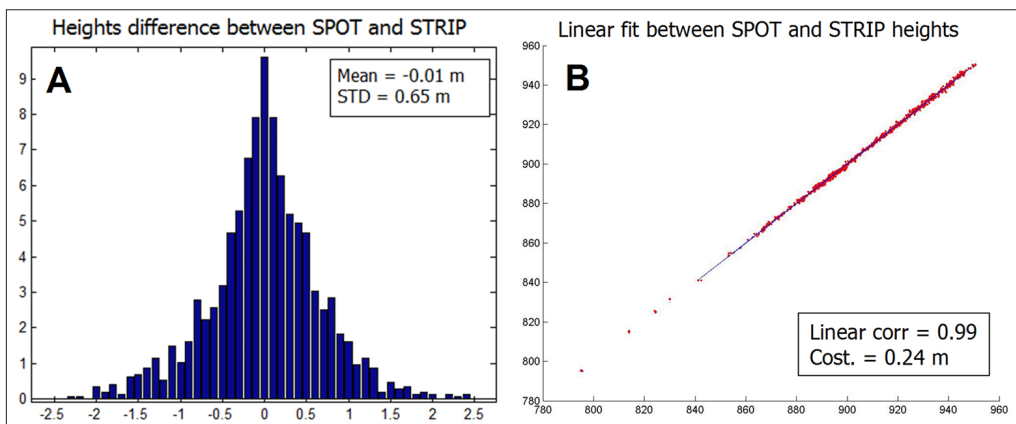 Heights difference between SPOT and STRIP
A
Mean = -0.01 m
STD = 0.65 m
9
8
7
6
5
4
3
2
1
0
-2.5 -2 -1.5 -1 -0.5 0 0.5 1.0 1.5 2 2.5
Linear fit between SPOT and STRIP heights
B
960
940
920
900
880
860
840
820
800
780
Linear corr = 0.99
Cost. = 0.24 m
780 800 820 840 860 880 900 920 940 960